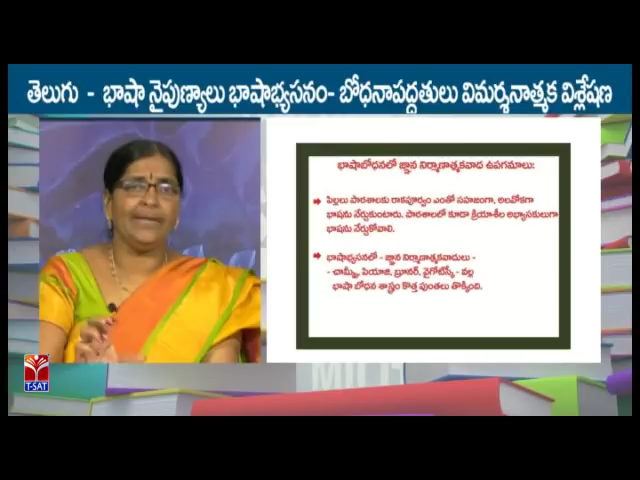 తెలుగు - భాషా నైపుణ్యాలు భాషాభ్యసనం- బోధనాపద్ధతులు విమర్శనాత్మక విశ్లేషణ
భాషాబోధనలో జ్ఞాన నిర్మాణాత్మకవాద ఉపగమాలు:
పిల్లలు పాఠశాలకు రాకపూర్వం ఎంతో సహజంగా, అలవోకగా
భాషను నేర్చుకుంటారు. పాఠశాలలో కూడా క్రియాశీల అభ్యాసకులుగా
భాషను నేర్చుకోవాలి.
భాషాభ్యసనలో - జ్ఞాన నిర్మాణాత్మకవాదులు -
- చామ్స్కీ, పియాజె, బ్రూనర్, వైగోట్స్కీ - వల్ల
భాషా బోధన శాస్త్రం కొత్త పుంతలు తొక్కింది.
T-SAT